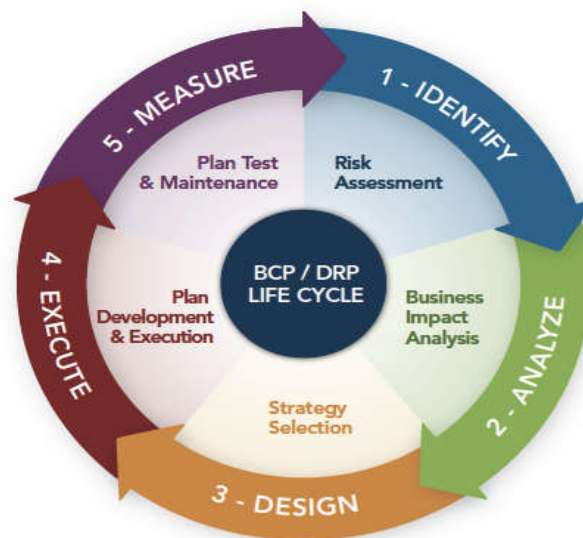 BCP / DRP
LIFE CYCLE
1 - IDENTIFY
Risk
Assessment
2 - ANALYZE
Business
Impact
Analysis
3 - DESIGN
Strategy
Selection
4 - EXECUTE
Plan
Development
& Execution
5 - MEASURE
Plan Test
& Maintenance